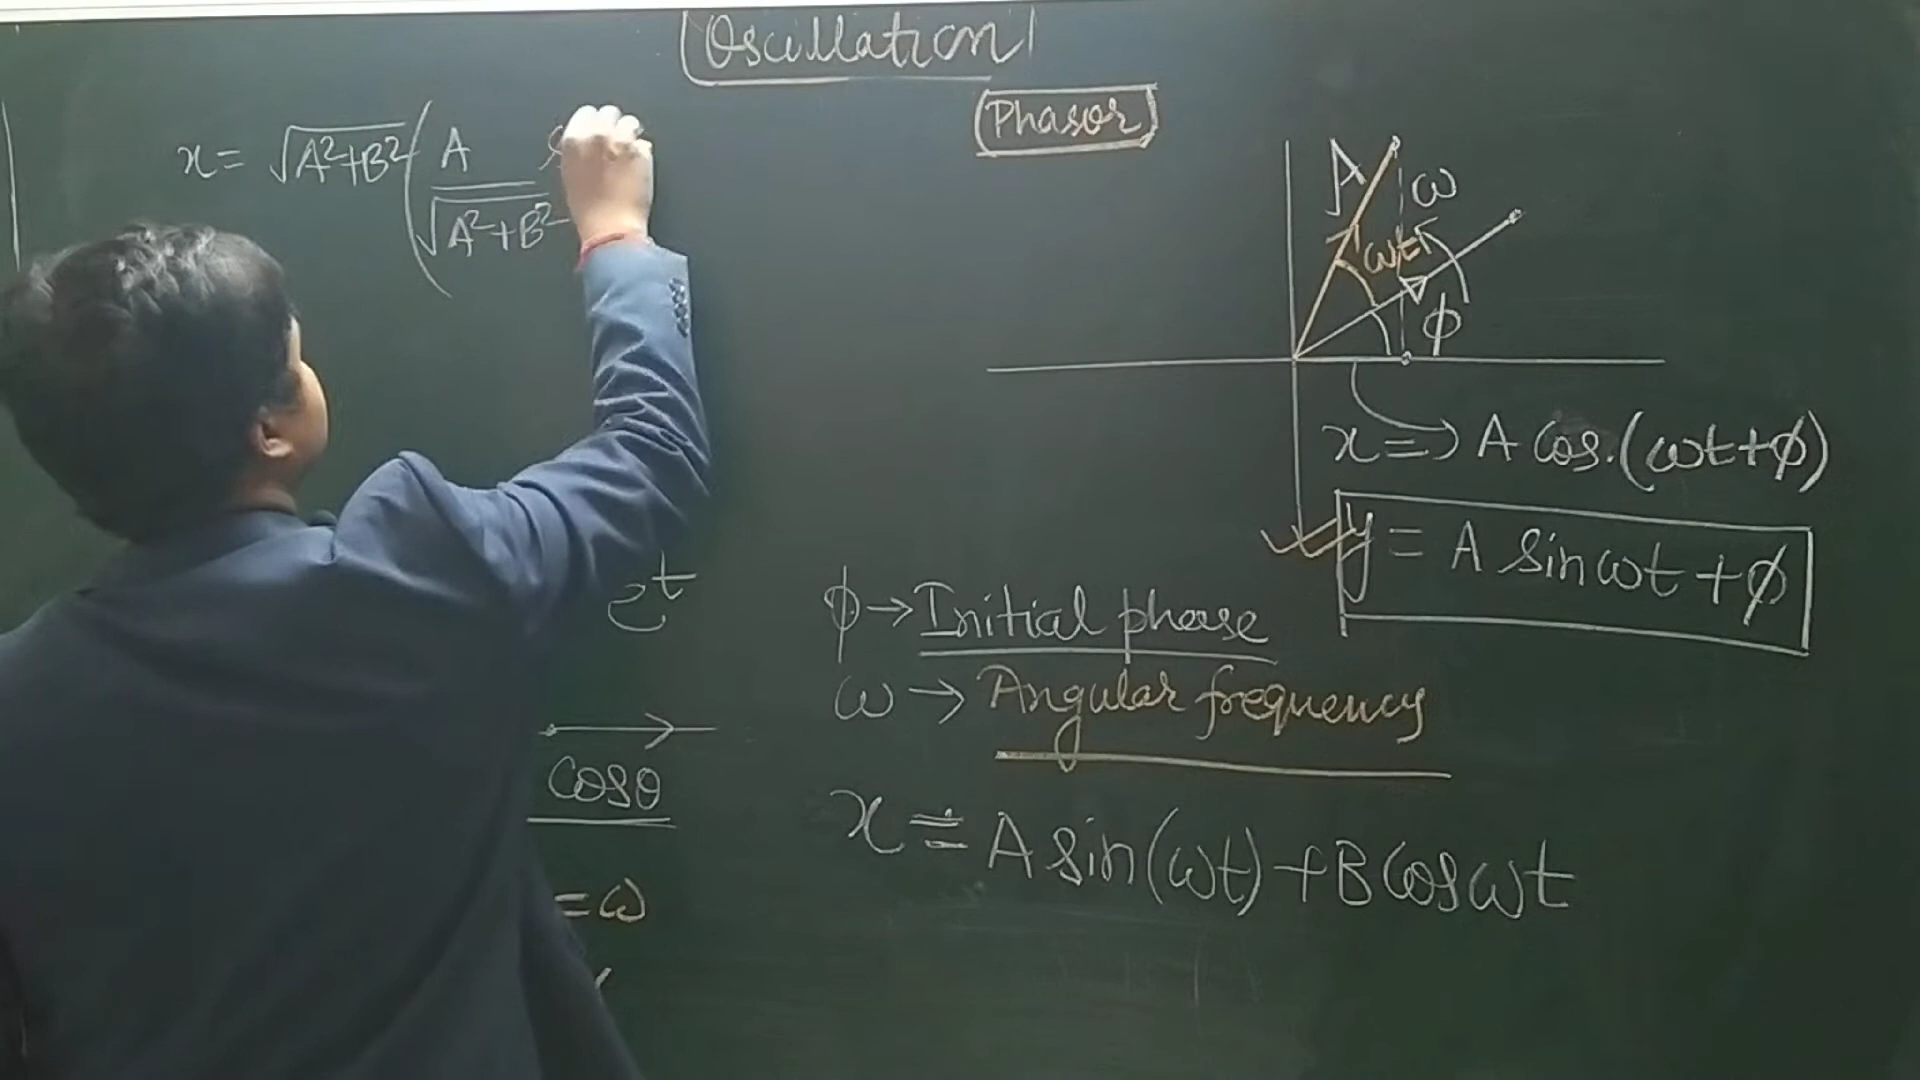 Oscillation
Phasor
x = √A²+B² ( A
√A²+B²
A
ω
ωt
ϕ
x => A cos.(ωt+ϕ)
y = A sin ωt + ϕ
t
ϕ → Initial phase
ω → Angular frequency
cosθ
x = A sin(ωt) + B cos ωt
= ω